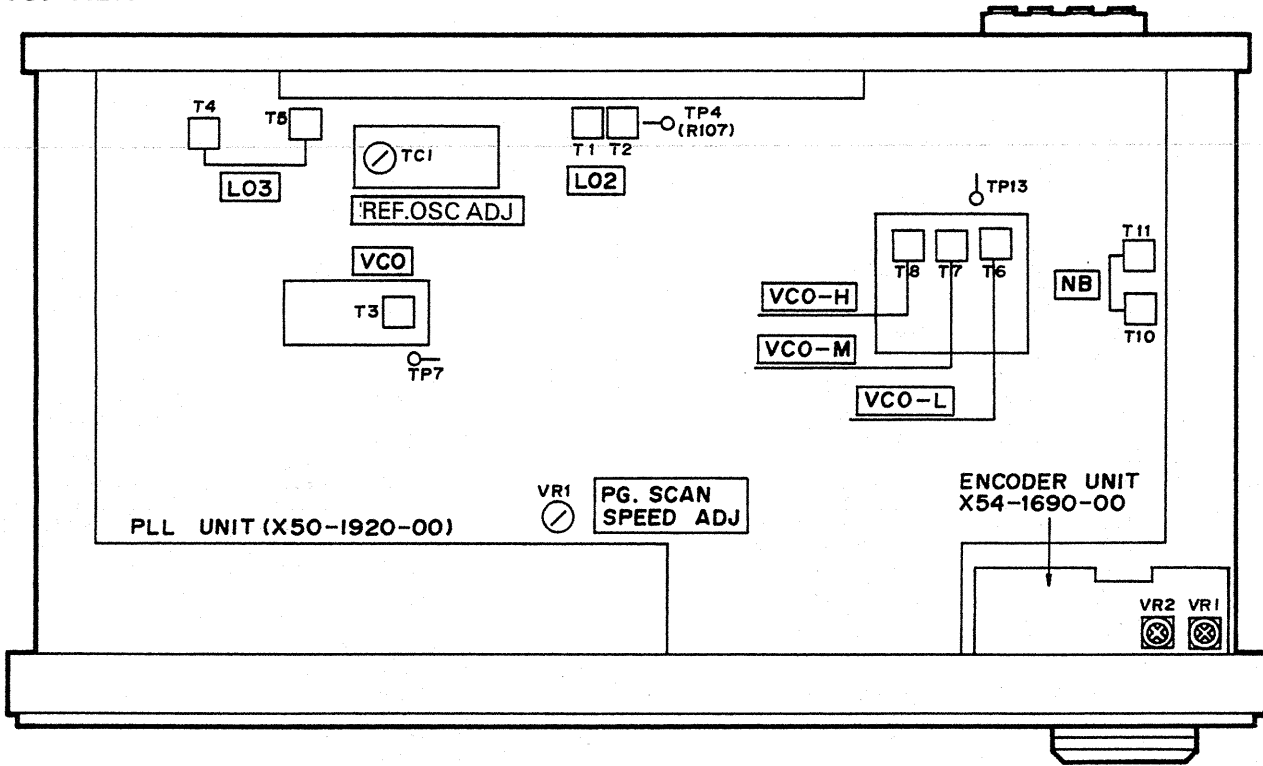 T4
T5
TC1
LO3
REF.OSC ADJ
T1 T2
TP4
(R107)
LO2
TP13
T8 T7 T6
T11
NB
T10
VCO
T3
TP7
VCO-H
VCO-M
VCO-L
VR1
PG. SCAN
SPEED ADJ
ENCODER UNIT
X54-1690-00
PLL UNIT (X50-1920-00)
VR2 VR1